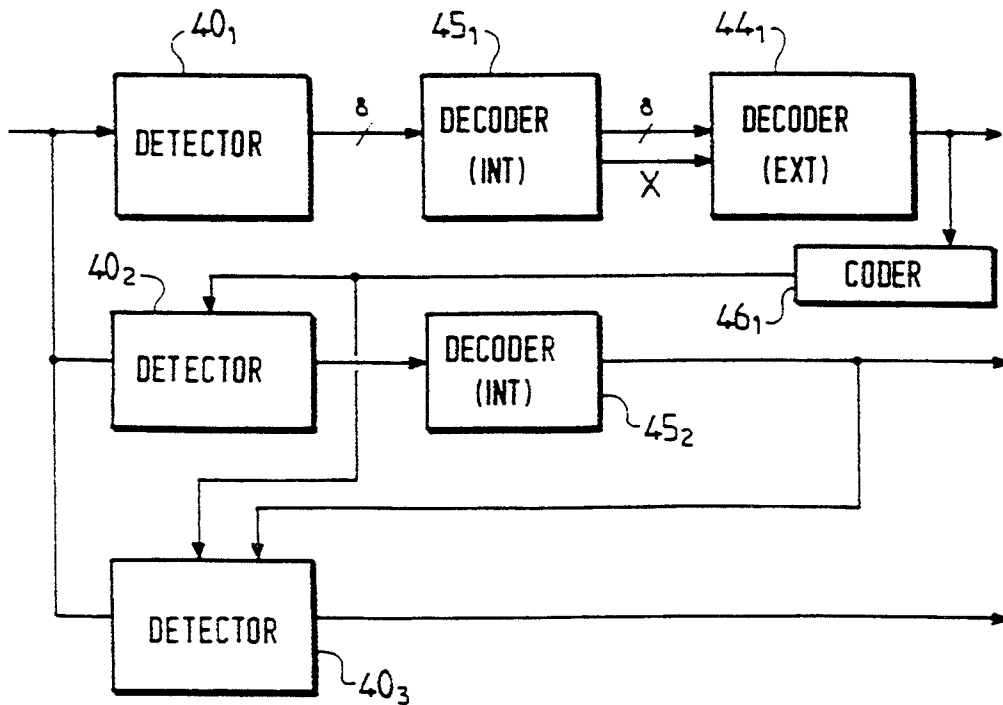 40₁
45₁
44₁
DETECTOR
8
DECODER
(INT)
8
X
DECODER
(EXT)
40₂
CODER
46₁
DETECTOR
DECODER
(INT)
45₂
DETECTOR
40₃